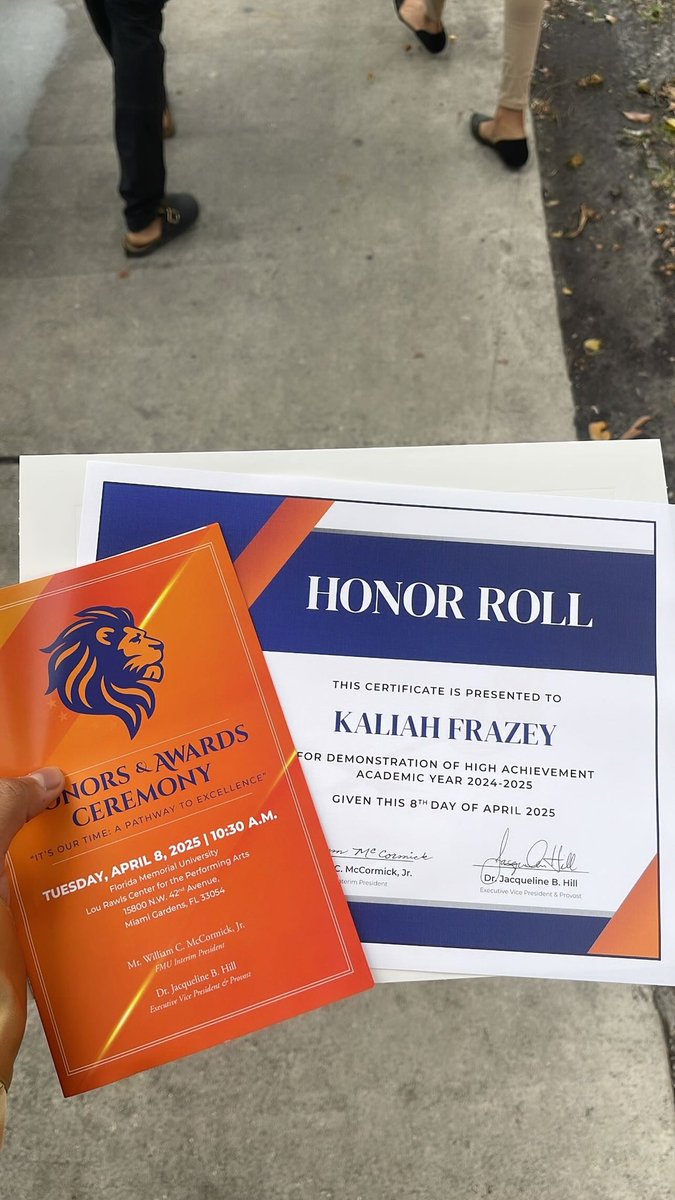 ONORS & AWARDS
CEREMONY
"IT'S OUR TIME: A PATHWAY TO EXCELLENCE"
TUESDAY, APRIL 8, 2025 | 10:30 A.M.
Florida Memorial University
Lou Rawls Center for the Performing Arts
15800 N.W. 42nd Avenue,
Miami Gardens, FL 33054
Mr. William C. McCormick, Jr.
FMU Interim President
Dr. Jacqueline B. Hill
Executive Vice President & Provost
HONOR ROLL
THIS CERTIFICATE IS PRESENTED TO
KALIAH FRAZEY
FOR DEMONSTRATION OF HIGH ACHIEVEMENT
ACADEMIC YEAR 2024-2025
GIVEN THIS 8TH DAY OF APRIL 2025
McCormick
C. McCormick, Jr.
Interim President
Dr. Jacqueline B. Hill
Executive Vice President & Provost